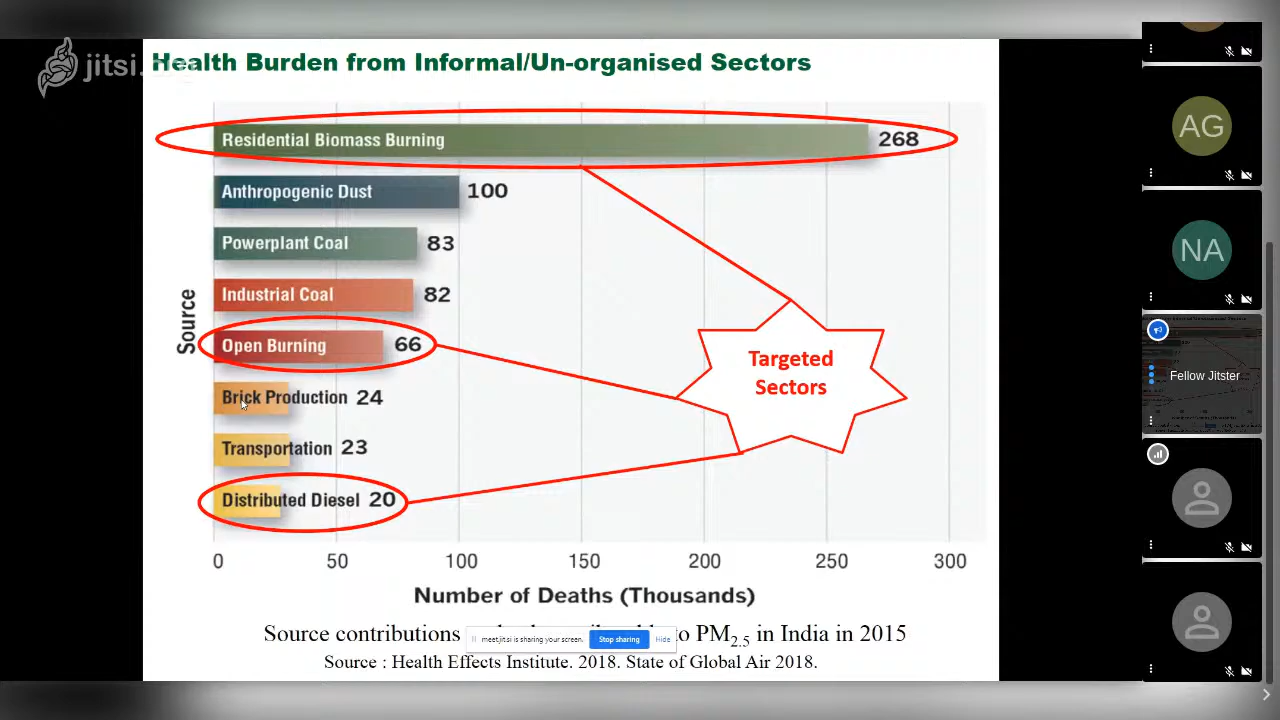 jitsi.
Health Burden from Informal/Un-organised Sectors
Residential Biomass Burning 268
Anthropogenic Dust 100
Powerplant Coal 83
Industrial Coal 82
Open Burning 66
Brick Production 24
Transportation 23
Distributed Diesel 20
Source
Targeted
Sectors
0 50 100 150 200 250 300
Number of Deaths (Thousands)
Source contributions to PM2.5 in India in 2015
meet.jitsi is sharing your screen. Stop sharing Hide
Source : Health Effects Institute. 2018. State of Global Air 2018.
AG
NA
Fellow Jitster